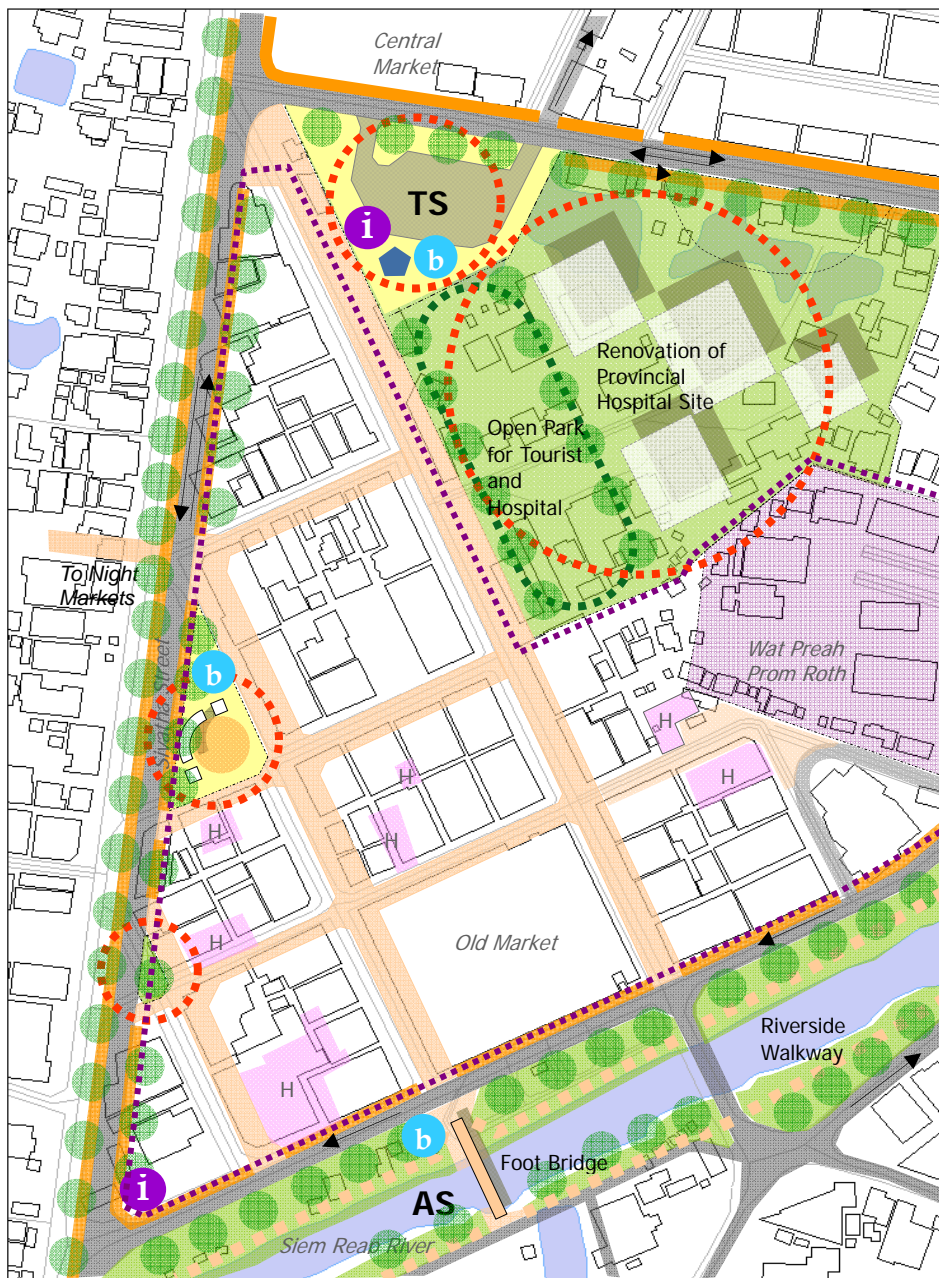 Central
Market
TS
i
b
Renovation of
Provincial
Hospital Site
Open Park
for Tourist
and
Hospital
To Night
Markets
Sivatha Street
Wat Preah
Prom Roth
b
H
H
H
H
H
H
H
Old Market
Riverside
Walkway
b
Foot Bridge
i
AS
Siem Reap River